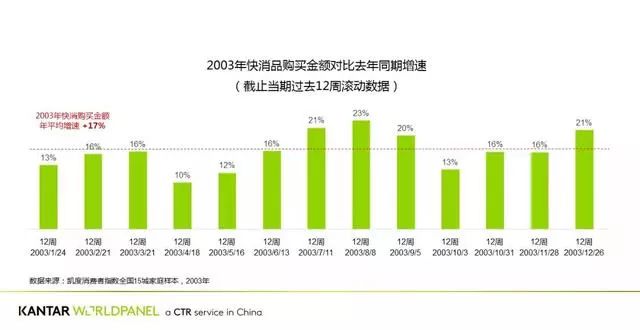 2003年快消品购买金额对比去年同期增速
（截止当期过去12周滚动数据）
2003年快消购买金额
年平均增速 +17%
13%
16%
16%
10%
12%
16%
21%
23%
20%
13%
16%
16%
21%
12周 12周 12周 12周 12周 12周 12周 12周 12周 12周 12周 12周 12周
2003/1/24 2003/2/21 2003/3/21 2003/4/18 2003/5/16 2003/6/13 2003/7/11 2003/8/8 2003/9/5 2003/10/3 2003/10/31 2003/11/28 2003/12/26
数据来源：凯度消费者指数全国15城家庭样本，2003年
KANTAR WORLDPANEL a CTR service in China